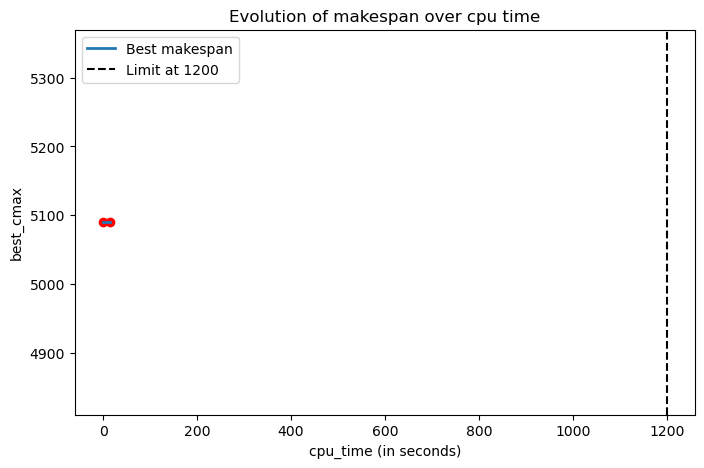 Evolution of makespan over cpu time
Best makespan
Limit at 1200
5300
5200
5100
5000
4900
best_cmax
0
200
400
600
800
1000
1200
cpu_time (in seconds)